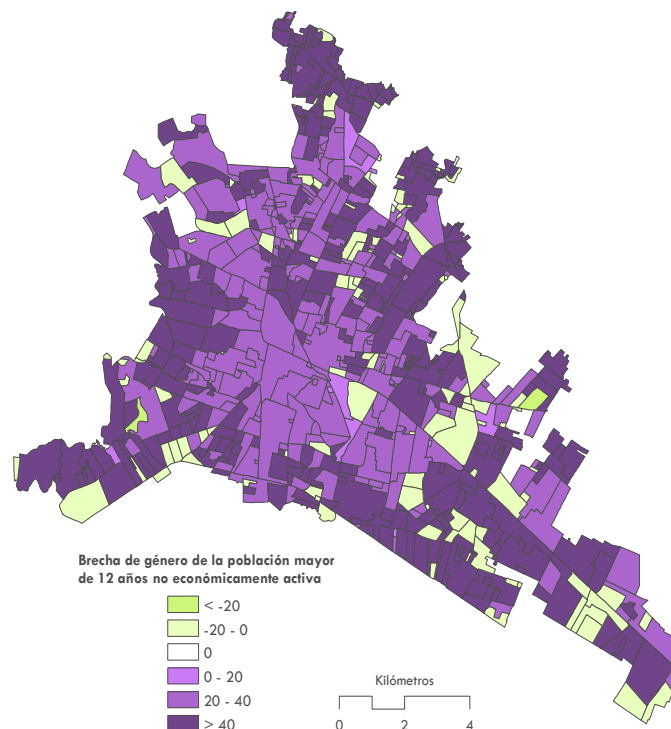 Brecha de género de la población mayor
de 12 años no económicamente activa
< -20
-20 - 0
0
0 - 20
20 - 40
> 40
Kilómetros
0 2 4